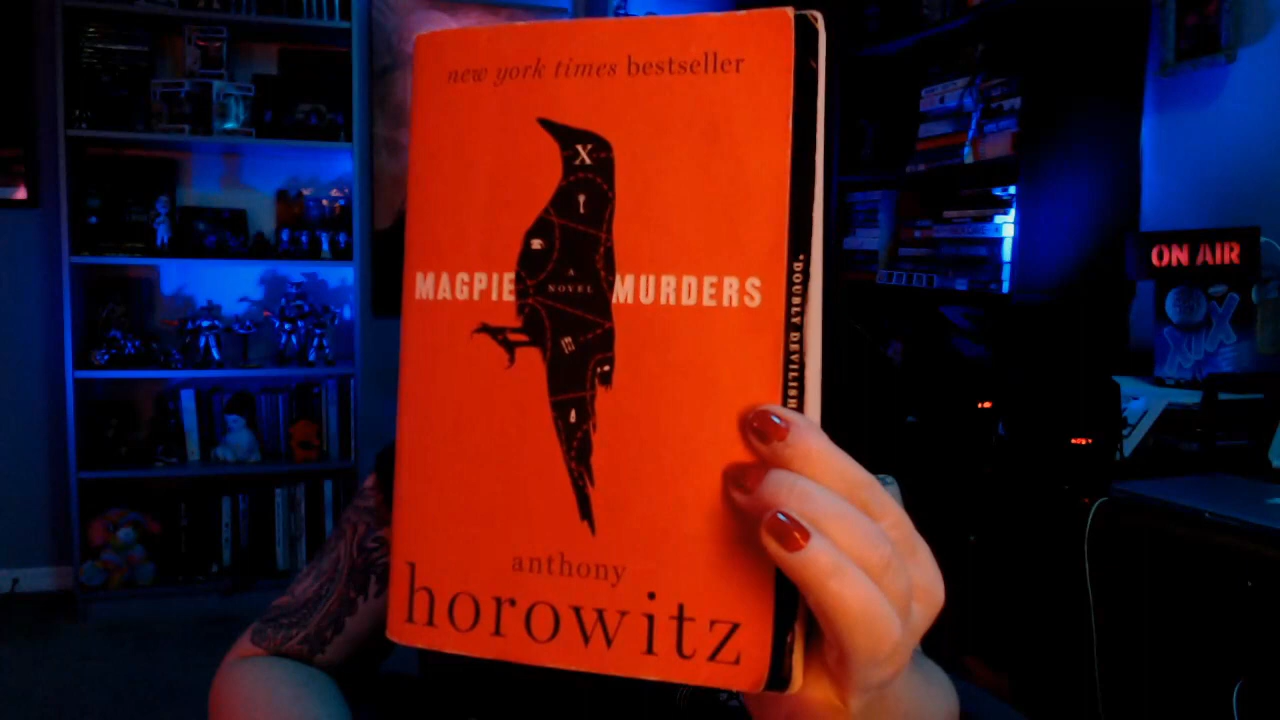 new york times bestseller
X
MAGPIE MURDERS
A
NOVEL
anthony
horowitz
"DOUBLY DEVILISH
ON AIR